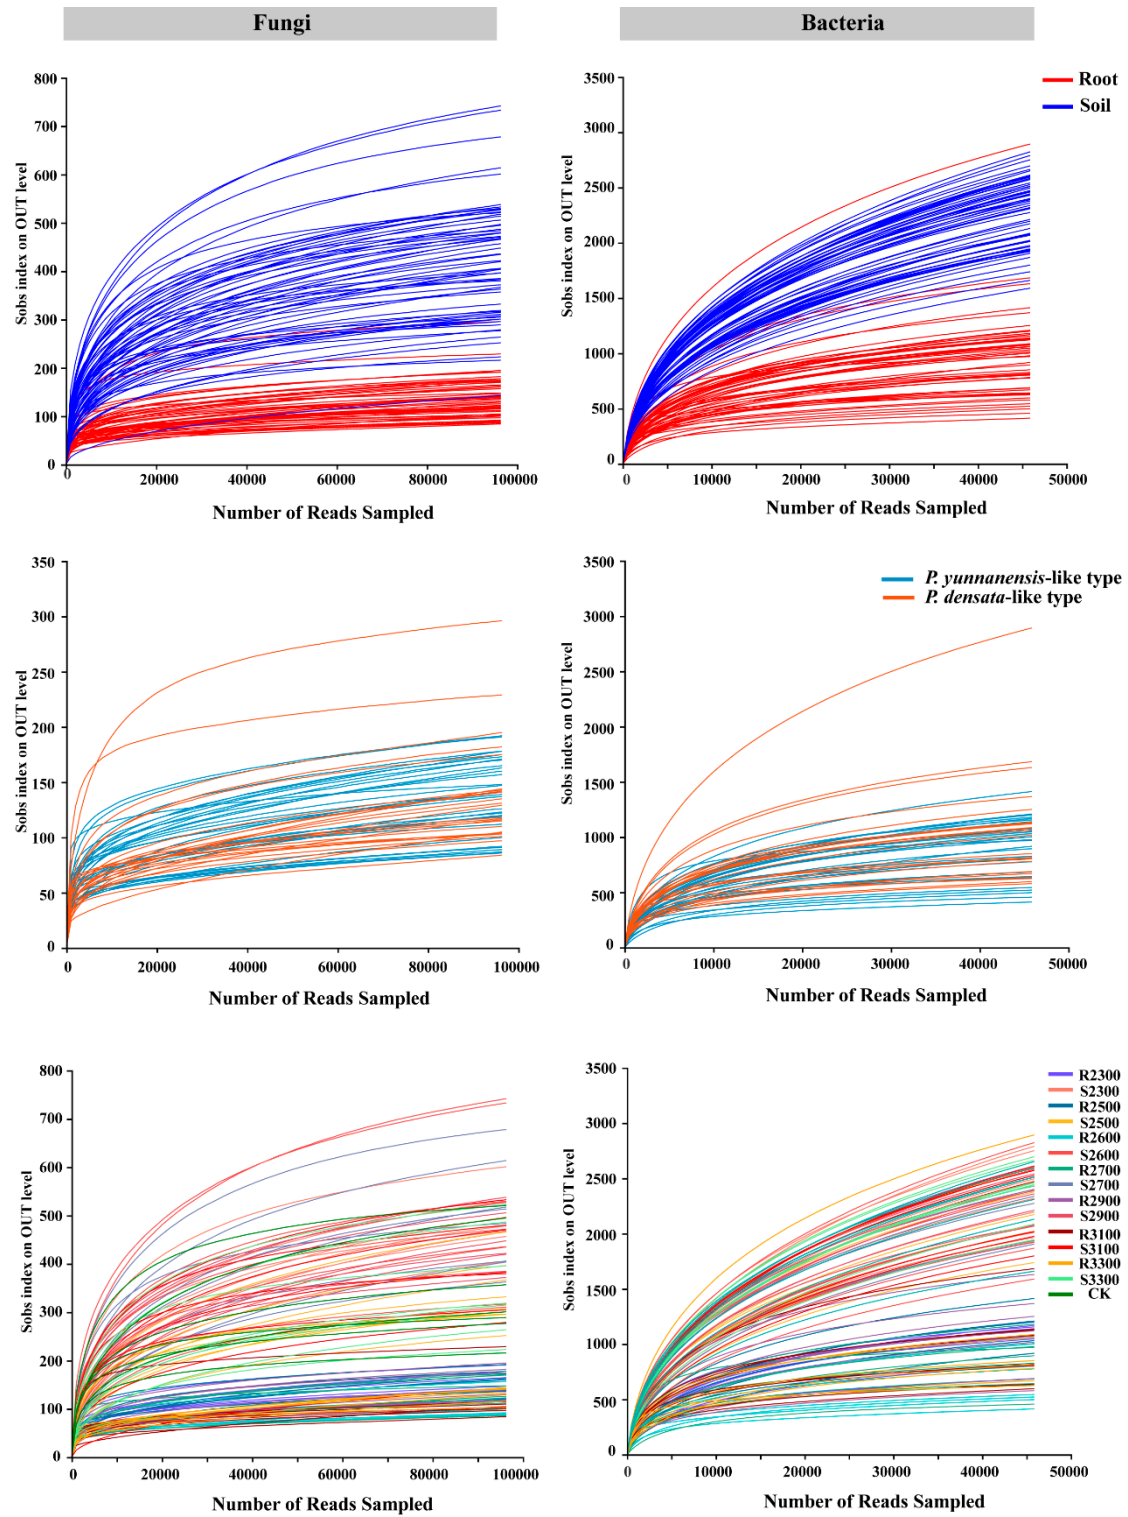 Fungi
Bacteria
800
700
600
500
400
300
200
100
0
Sobs index on OUT level
0
20000
40000
60000
80000
100000
Number of Reads Sampled
3500
3000
2500
2000
1500
1000
500
0
Sobs index on OUT level
0
10000
20000
30000
40000
50000
Number of Reads Sampled
Root
Soil
350
300
250
200
150
100
50
0
Sobs index on OUT level
0
20000
40000
60000
80000
100000
Number of Reads Sampled
3500
3000
2500
2000
1500
1000
500
0
Sobs index on OUT level
0
10000
20000
30000
40000
50000
Number of Reads Sampled
P. yunnanensis-like type
P. densata-like type
800
700
600
500
400
300
200
100
0
Sobs index on OUT level
0
20000
40000
60000
80000
100000
Number of Reads Sampled
3500
3000
2500
2000
1500
1000
500
0
Sobs index on OUT level
0
10000
20000
30000
40000
50000
Number of Reads Sampled
R2300
S2300
R2500
S2500
R2600
S2600
R2700
S2700
R2900
S2900
R3100
S3100
R3300
S3300
CK